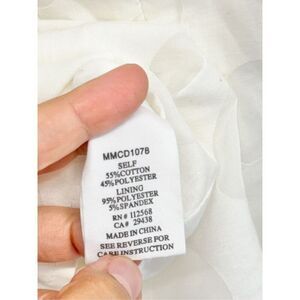 MMCD1078
SELF
55%COTTON
45%POLYESTER
LINING
95%POLYESTER
5%SPANDEX
RN # 112568
CA# 29438
MADE IN CHINA
SEE REVERSE FOR
CARE INSTRUCTION